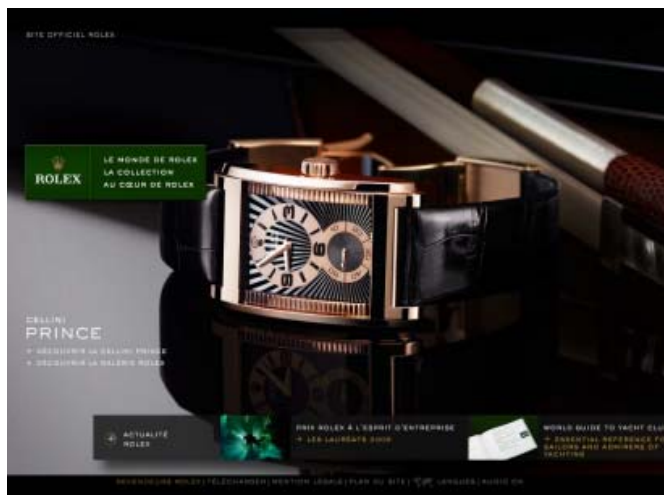 SITE OFFICIEL ROLEX
ROLEX
LE MONDE DE ROLEX
LA COLLECTION
AU CŒUR DE ROLEX
CELLINI
PRINCE
+ DÉCOUVRIR LA CELLINI PRINCE
+ DÉCOUVRIR LA GALERIE ROLEX
ACTUALITÉ
ROLEX
PRIX ROLEX À L'ESPRIT D'ENTREPRISE
LES LAURÉATS
WORLD GUIDE TO YACHT CLU
ESSENTIAL REFERENCE FO
SAILORS AND ADMIRERS OF
YACHTING
REVENDEURS ROLEX | TÉLÉCHARGER | MENTION LÉGALE | PLAN DU SITE | LANGUES | AUDIO